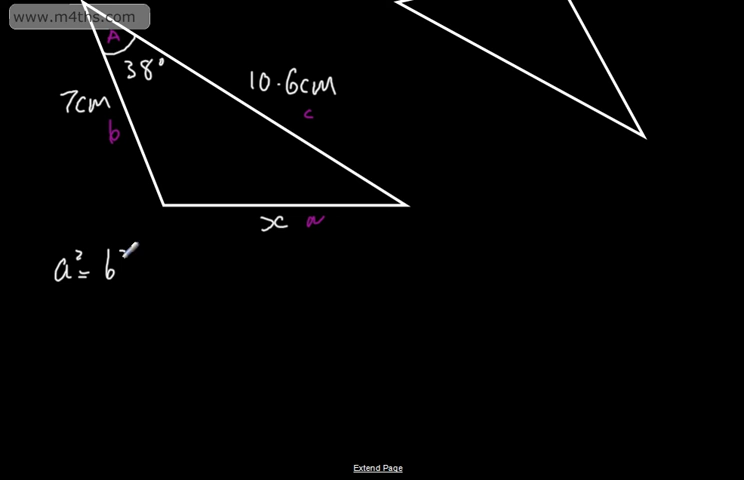 www.m4ths.com
A
38°
10.6cm
7cm
c
b
x a
a² = b²
Extend Page